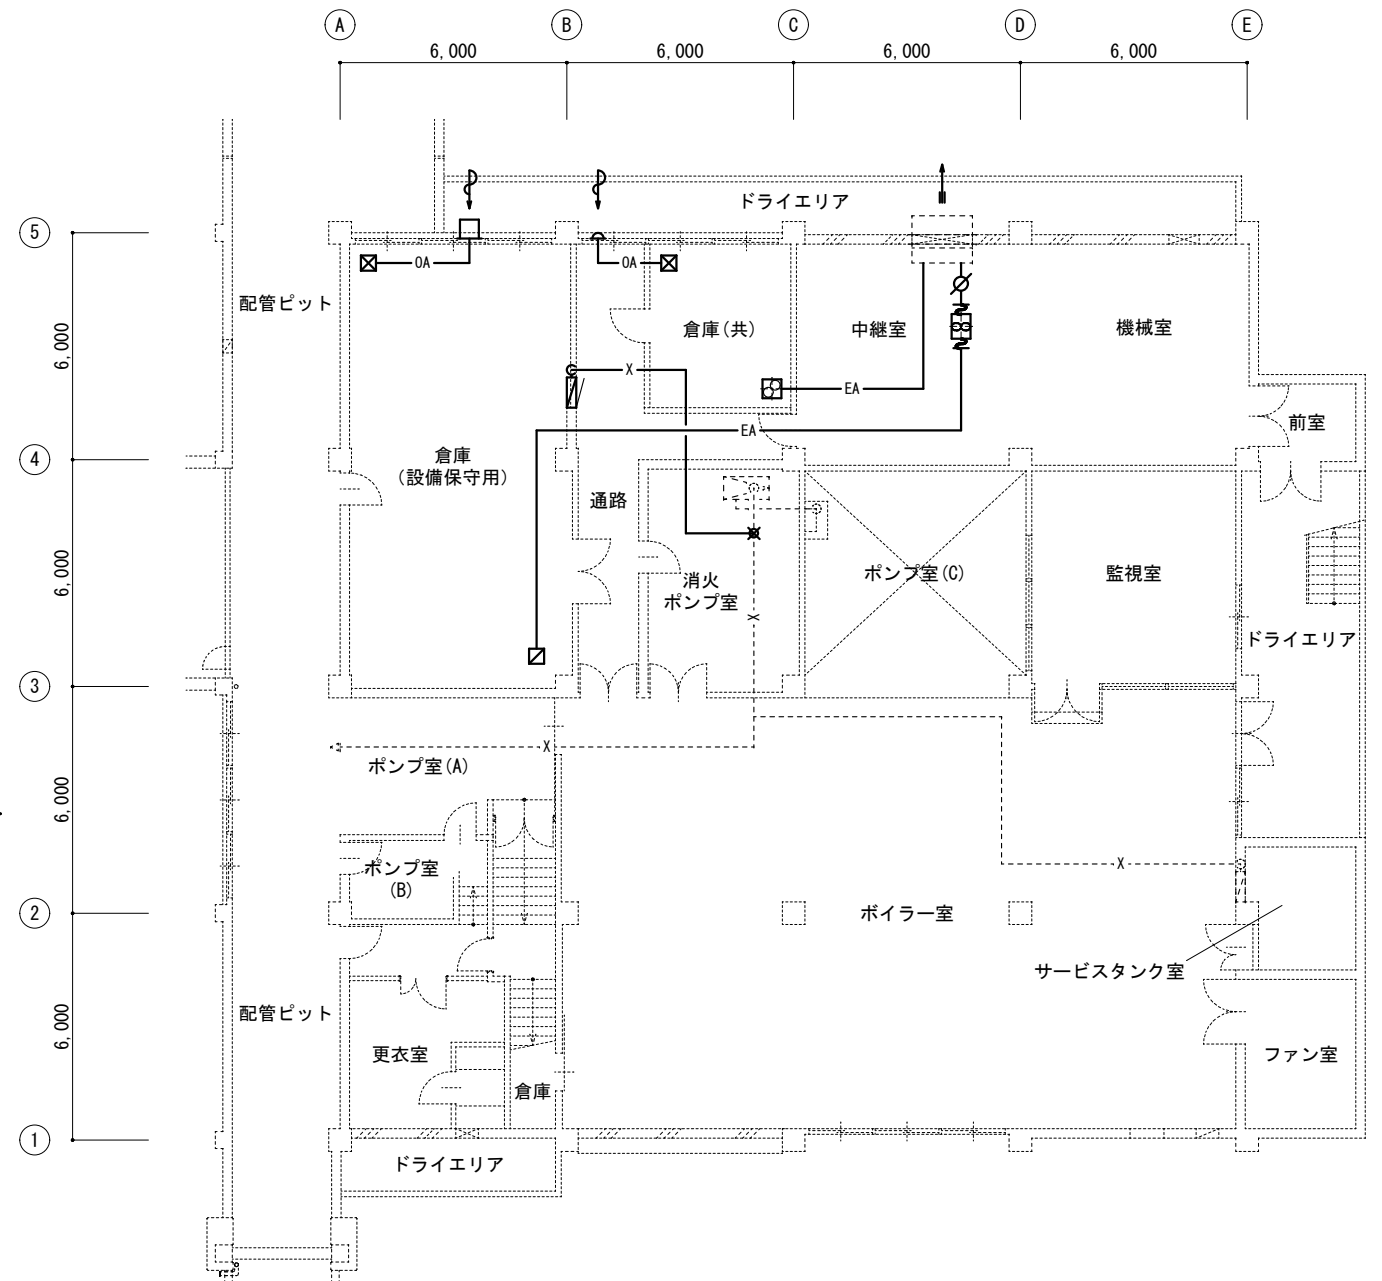 A B C D E
6,000 6,000 6,000 6,000
ドライエリア
5
OA OA
配管ピット
倉庫(共)
中継室
機械室
6,000
X
EA
前室
EA
4
倉庫
(設備保守用)
通路
消火
ポンプ室
ポンプ室(C)
監視室
6,000
X
ドライエリア
3
X
ポンプ室(A)
6,000
ポンプ室
(B)
X
2
ボイラー室
サービスタンク室
配管ピット
6,000
更衣室
倉庫
ファン室
1
ドライエリア